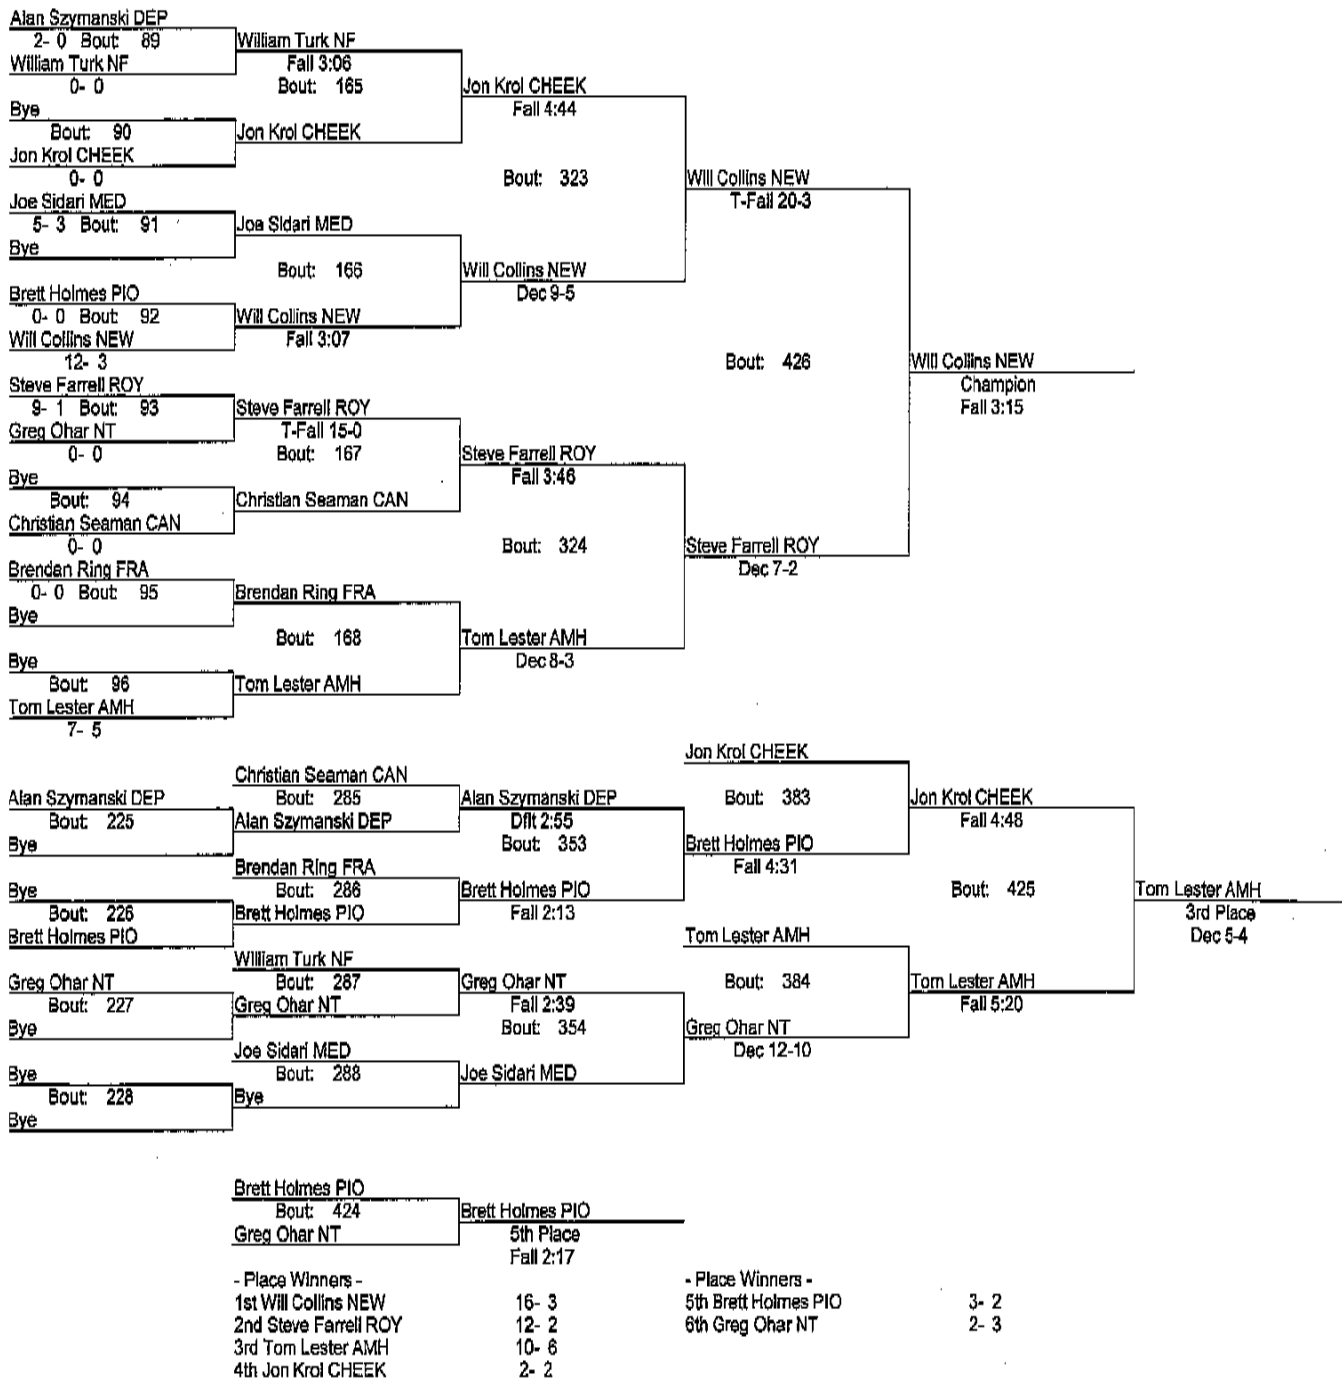 Alan Szymanski DEP
2- 0 Bout: 89
William Turk NF
0- 0
Bye
Bout: 90
Jon Krol CHEEK
0- 0
Joe Sidari MED
5- 3 Bout: 91
Bye
Brett Holmes PIO
0- 0 Bout: 92
Will Collins NEW
12- 3
Steve Farrell ROY
9- 1 Bout: 93
Greg Ohar NT
0- 0
Bye
Bout: 94
Christian Seaman CAN
0- 0
Brendan Ring FRA
0- 0 Bout: 95
Bye
Bye
Bout: 96
Tom Lester AMH
7- 5
William Turk NF
Fall 3:06
Bout: 165
Jon Krol CHEEK
Joe Sidari MED
Bout: 166
Will Collins NEW
Fall 3:07
Steve Farrell ROY
T-Fall 15-0
Bout: 167
Christian Seaman CAN
Brendan Ring FRA
Bout: 168
Tom Lester AMH
Jon Krol CHEEK
Fall 4:44
Bout: 323
Will Collins NEW
Dec 9-5
Steve Farrell ROY
Fall 3:46
Bout: 324
Tom Lester AMH
Dec 8-3
Will Collins NEW
T-Fall 20-3
Bout: 426
Steve Farrell ROY
Dec 7-2
Will Collins NEW
Champion
Fall 3:15
Alan Szymanski DEP
Bout: 225
Bye
Bye
Bout: 226
Brett Holmes PIO
Greg Ohar NT
Bout: 227
Bye
Bye
Bout: 228
Bye
Christian Seaman CAN
Bout: 285
Alan Szymanski DEP
Brendan Ring FRA
Bout: 286
Brett Holmes PIO
William Turk NF
Bout: 287
Greg Ohar NT
Joe Sidari MED
Bout: 288
Bye
Alan Szymanski DEP
Dflt 2:55
Bout: 353
Brett Holmes PIO
Fall 2:13
Greg Ohar NT
Fall 2:39
Bout: 354
Joe Sidari MED
Jon Krol CHEEK
Bout: 383
Brett Holmes PIO
Fall 4:31
Tom Lester AMH
Bout: 384
Greg Ohar NT
Dec 12-10
Jon Krol CHEEK
Fall 4:48
Bout: 425
Tom Lester AMH
Fall 5:20
Tom Lester AMH
3rd Place
Dec 5-4
Brett Holmes PIO
Bout: 424
Greg Ohar NT
Brett Holmes PIO
5th Place
Fall 2:17
- Place Winners -
1st Will Collins NEW 16- 3
2nd Steve Farrell ROY 12- 2
3rd Tom Lester AMH 10- 6
4th Jon Krol CHEEK 2- 2
- Place Winners -
5th Brett Holmes PIO 3- 2
6th Greg Ohar NT 2- 3